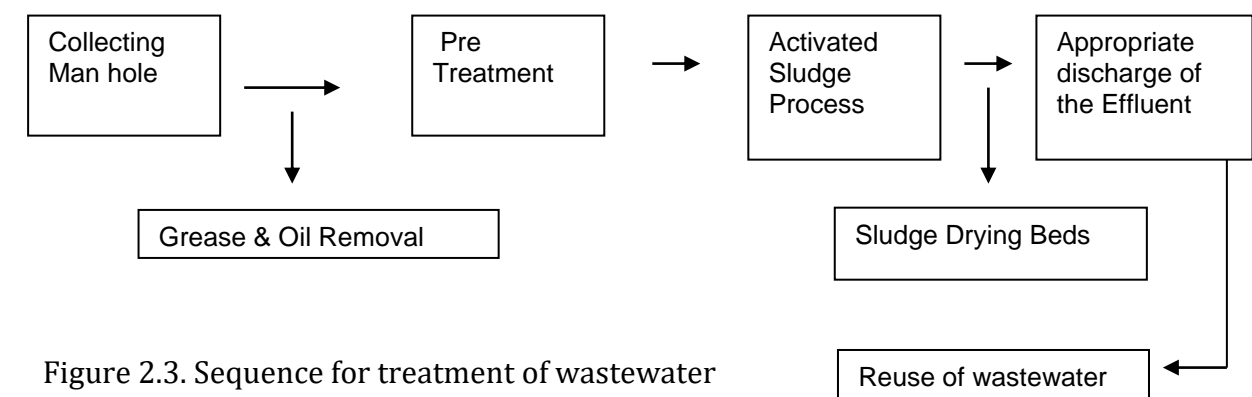 Collecting
Man hole
Pre
Treatment
Activated
Sludge
Process
Appropriate
discharge of
the Effluent
Grease & Oil Removal
Sludge Drying Beds
Figure 2.3. Sequence for treatment of wastewater
Reuse of wastewater